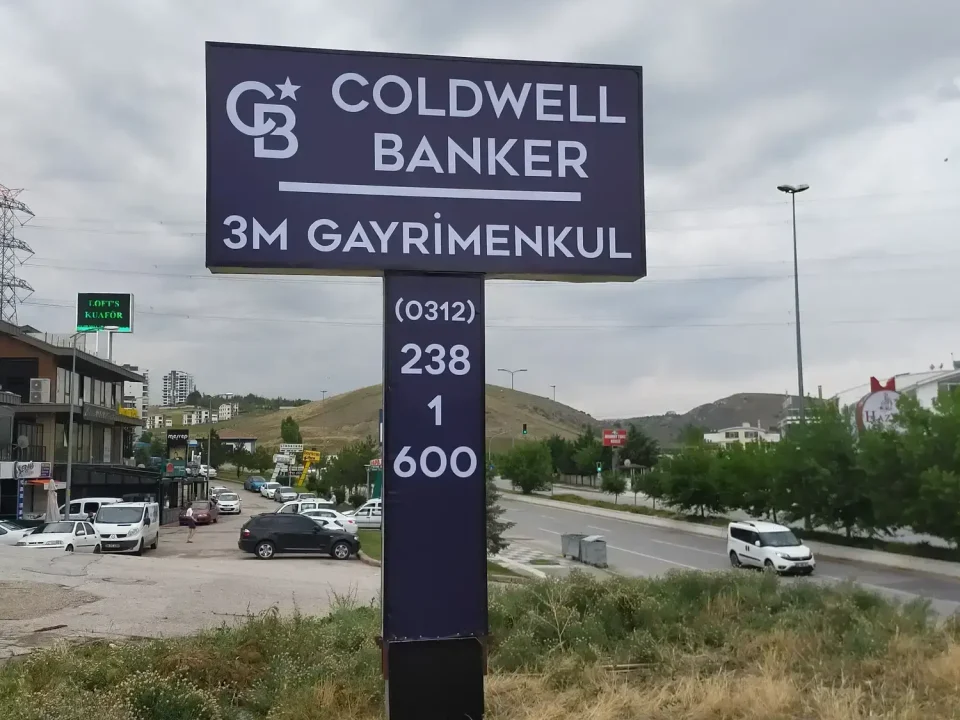 CB
COLDWELL
BANKER
3M GAYRİMENKUL
(0312)
238
1
600
LOFT'S
KUAFÖR